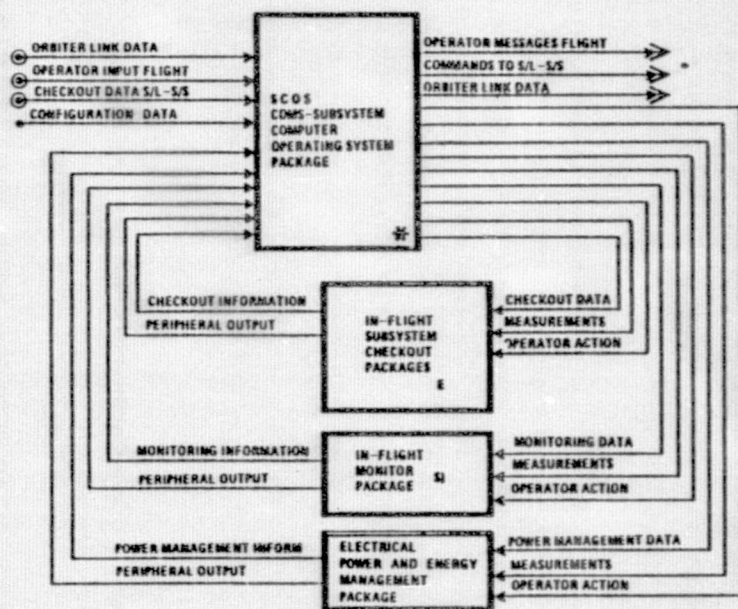 ORBITER LINK DATA
OPERATOR INPUT FLIGHT
CHECKOUT DATA S/L-S/S
CONFIGURATION DATA
SCOS
CDMS-SUBSYSTEM
COMPUTER
OPERATING SYSTEM
PACKAGE
OPERATOR MESSAGES FLIGHT
COMMANDS TO S/L-S/S
ORBITER LINK DATA
CHECKOUT INFORMATION
PERIPHERAL OUTPUT
IN-FLIGHT
SUBSYSTEM
CHECKOUT
PACKAGES
E
CHECKOUT DATA
MEASUREMENTS
OPERATOR ACTION
MONITORING INFORMATION
PERIPHERAL OUTPUT
IN-FLIGHT
MONITOR
PACKAGE
MONITORING DATA
MEASUREMENTS
OPERATOR ACTION
POWER MANAGEMENT INFORM
PERIPHERAL OUTPUT
ELECTRICAL
POWER AND ENERGY
MANAGEMENT
PACKAGE
POWER MANAGEMENT DATA
MEASUREMENTS
OPERATOR ACTION